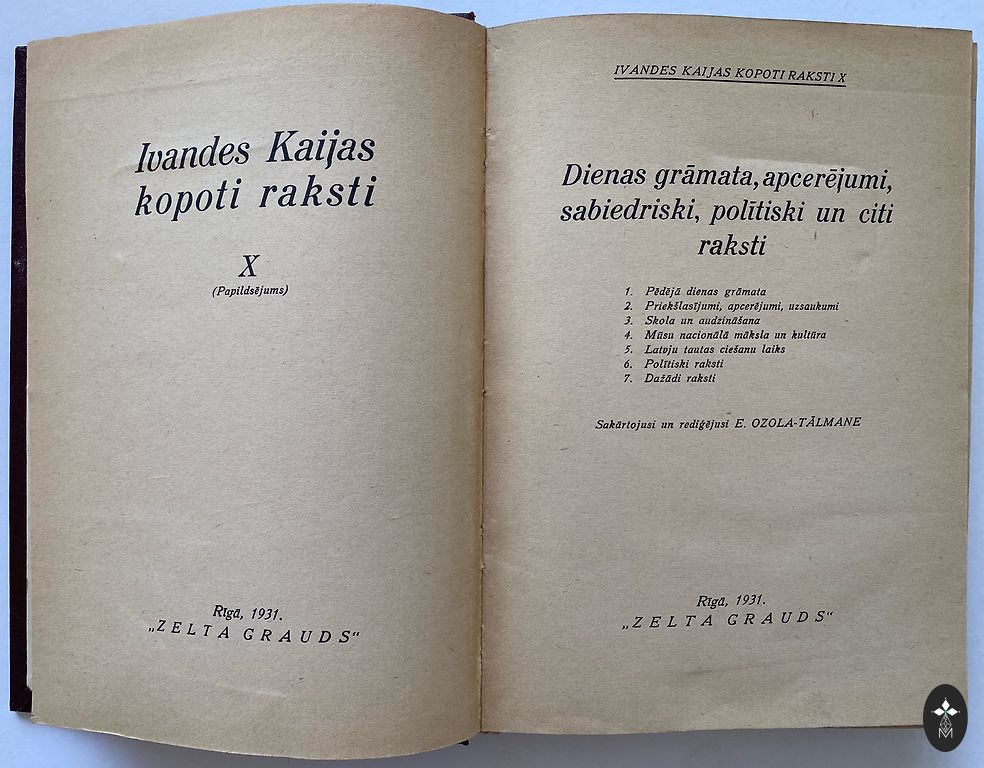 Ivandes Kaijas
kopoti raksti
X
(Papildsējums)
Rīgā, 1931.
„ZELTA GRAUDS“
IVANDES KAIJAS KOPOTI RAKSTI X
Dienas grāmata, apcerējumi,
sabiedriski, polītiski un citi
raksti
1. Pēdējā dienas grāmata
2. Priekšlasījumi, apcerējumi, uzsaukumi
3. Skola un audzināšana
4. Mūsu nacionālā māksla un kultūra
5. Latvju tautas ciešanu laiks
6. Polītiski raksti
7. Dažādi raksti
Sakārtojusi un rediģējusi E. OZOLA-TĀLMANE
Rīgā, 1931.
„ZELTA GRAUDS“
M